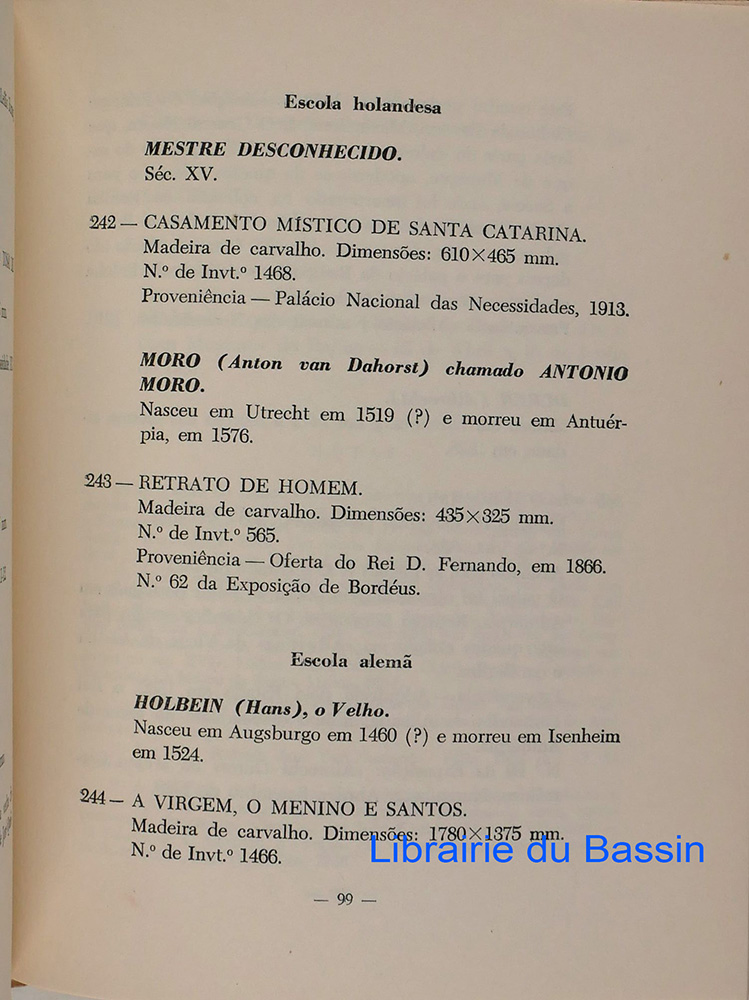 Escola holandesa
MESTRE DESCONHECIDO.
Séc. XV.
242 — CASAMENTO MÍSTICO DE SANTA CATARINA.
Madeira de carvalho. Dimensões: 610×465 mm.
N.º de Invt.º 1468.
Proveniência — Palácio Nacional das Necessidades, 1913.
MORO (Anton van Dahorst) chamado ANTONIO
MORO.
Nasceu em Utrecht em 1519 (?) e morreu em Antuér-
pia, em 1576.
243 — RETRATO DE HOMEM.
Madeira de carvalho. Dimensões: 435×325 mm.
N.º de Invt.º 565.
Proveniência — Oferta do Rei D. Fernando, em 1866.
N.º 62 da Exposição de Bordéus.
Escola alemã
HOLBEIN (Hans), o Velho.
Nasceu em Augsburgo em 1460 (?) e morreu em Isenheim
em 1524.
244 — A VIRGEM, O MENINO E SANTOS.
Madeira de carvalho. Dimensões: 1780×1375 mm.
N.º de Invt.º 1466.
Librairie du Bassin
— 99 —